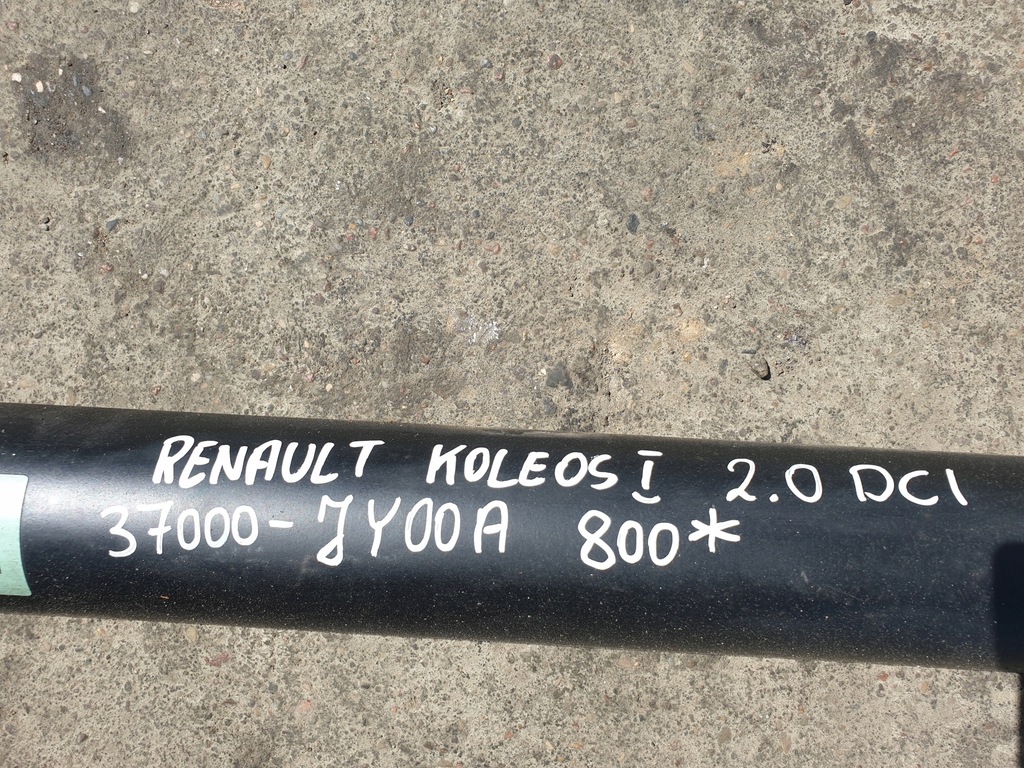 RENAULT KOLEOS I 2.0 DCI
37000-JY00A 800*